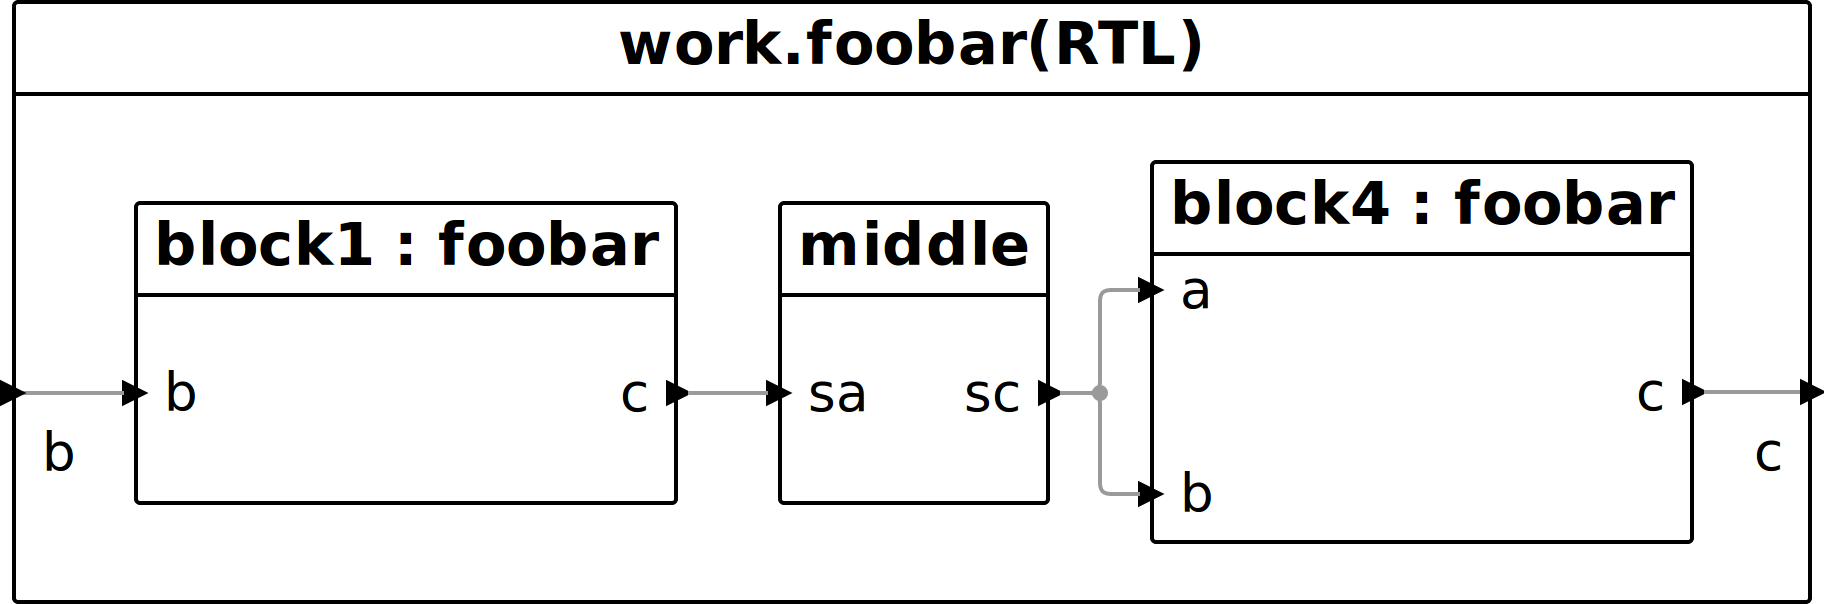 work.foobar(RTL)
block1 : foobar
middle
block4 : foobar
a
b
c
sa
sc
c
b
c
b